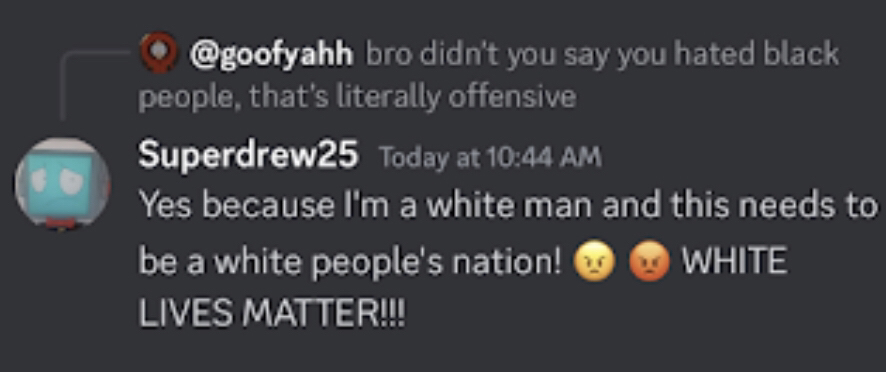 @goofyahh bro didn't you say you hated black
people, that's literally offensive
Superdrew25 Today at 10:44 AM
Yes because I'm a white man and this needs to
be a white people's nation! 😠 😡 WHITE
LIVES MATTER!!!